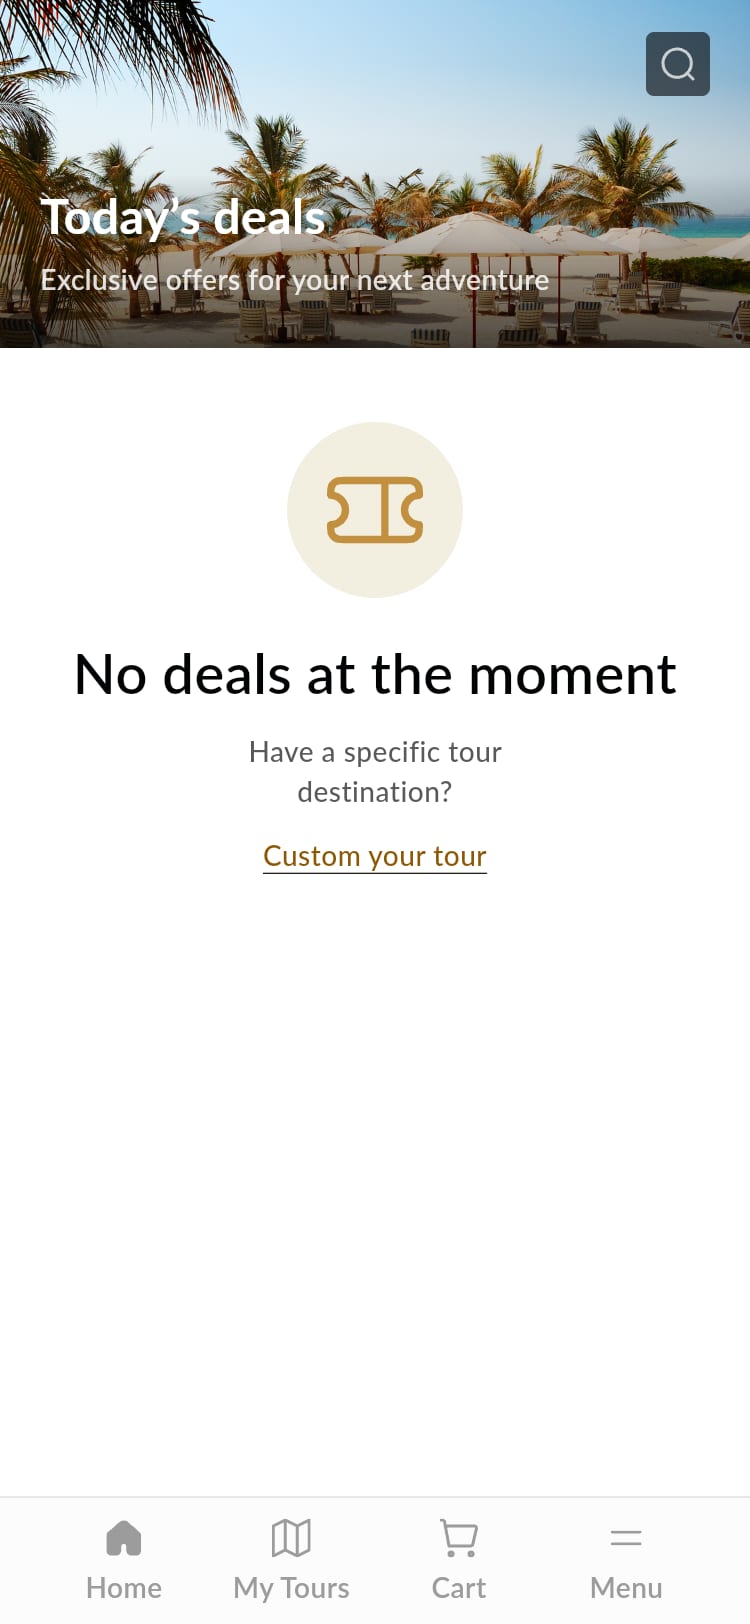 Today's deals
Exclusive offers for your next adventure
No deals at the moment
Have a specific tour
destination?
Custom your tour
Home
My Tours
Cart
Menu